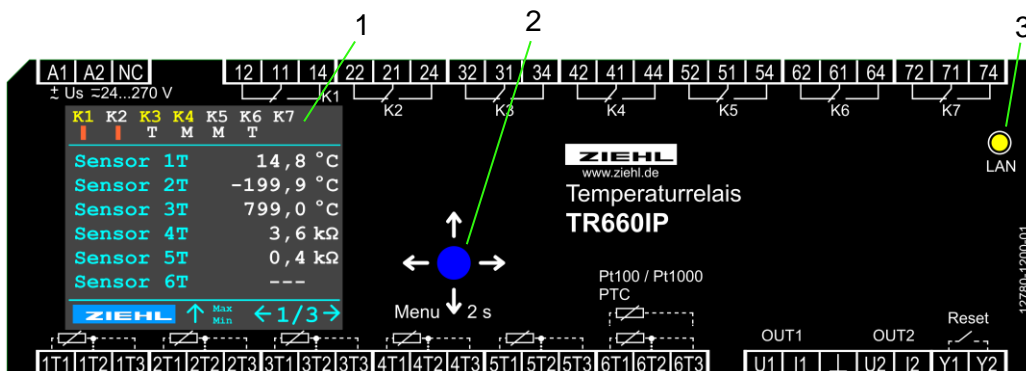 1
2
3
A1 A2 NC 12 11 14 22 21 24 32 31 34 42 41 44 52 51 54 62 61 64 72 71 74
± Us ≂24...270 V
K1 K2 K3 K4 K5 K6 K7
K1 K2 K3 K4 K5 K6 K7
T M M T
Sensor 1T 14,8 °C
Sensor 2T -199,9 °C
Sensor 3T 799,0 °C
Sensor 4T 3,6 kΩ
Sensor 5T 0,4 kΩ
Sensor 6T ---
ZIEHL ↑ Max Min ←1/3→
ZIEHL
www.ziehl.de
Temperaturrelais
TR660IP
LAN
12780-1200-01
Menu 2 s
Pt100 / Pt1000
PTC
OUT1 OUT2 Reset
1T1 1T2 1T3 2T1 2T2 2T3 3T1 3T2 3T3 4T1 4T2 4T3 5T1 5T2 5T3 6T1 6T2 6T3 U1 I1 ⊥ U2 I2 Y1 Y2